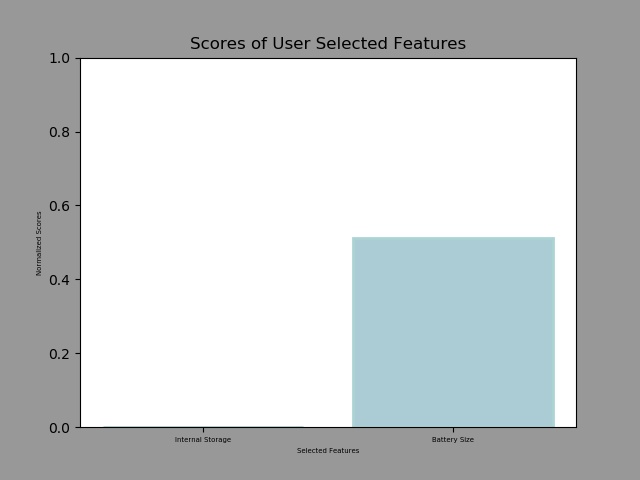 Scores of User Selected Features
1.0
0.8
0.6
0.4
0.2
0.0
Normalized Scores
Internal Storage
Battery Size
Selected Features